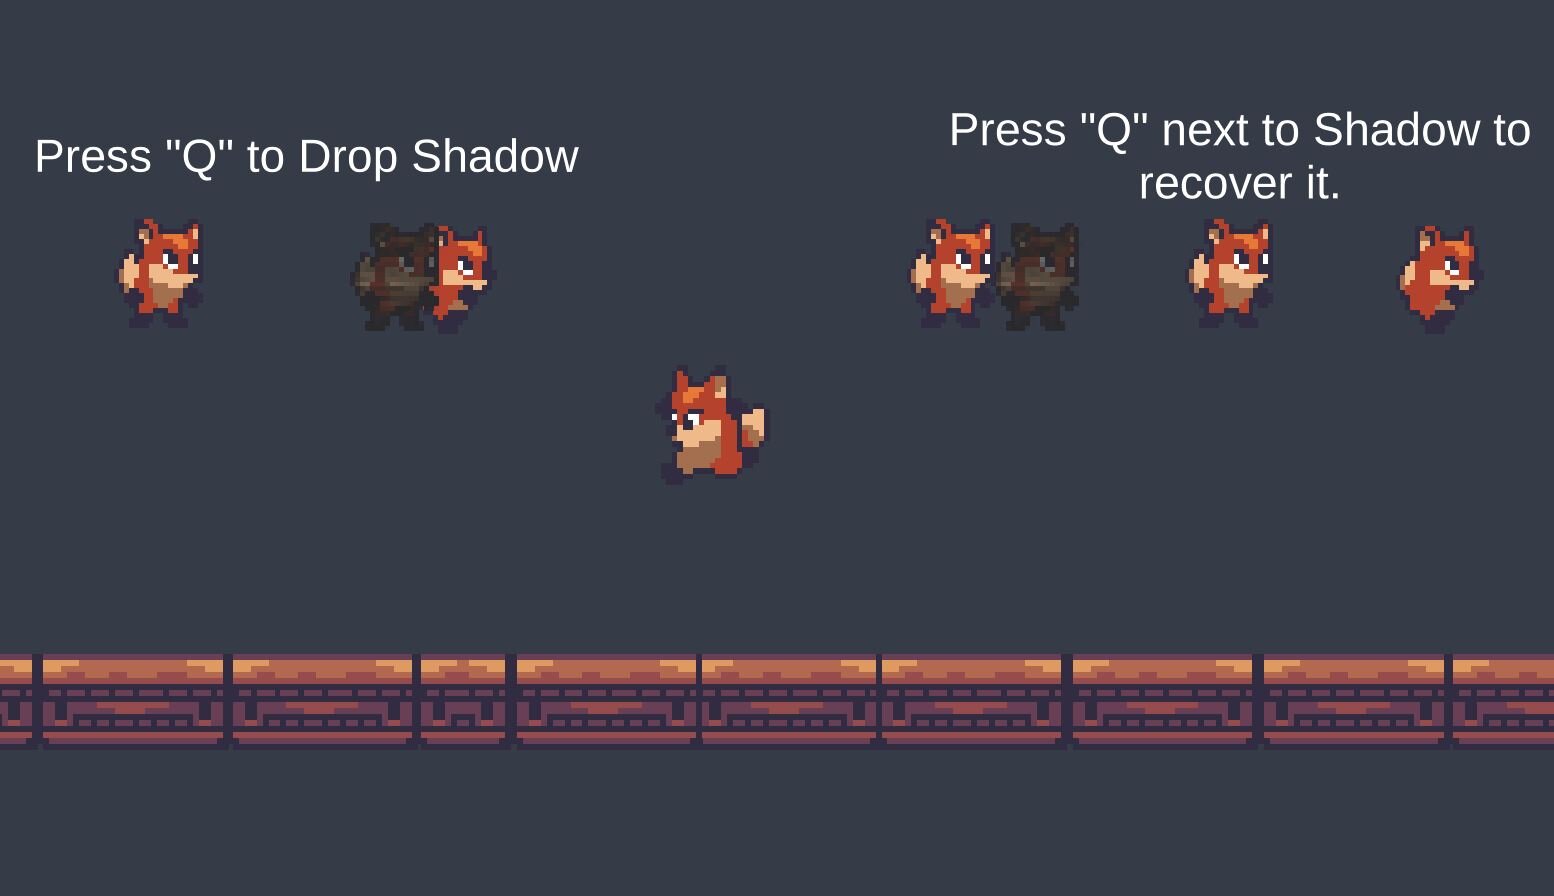 Press "Q" to Drop Shadow
Press "Q" next to Shadow to
recover it.